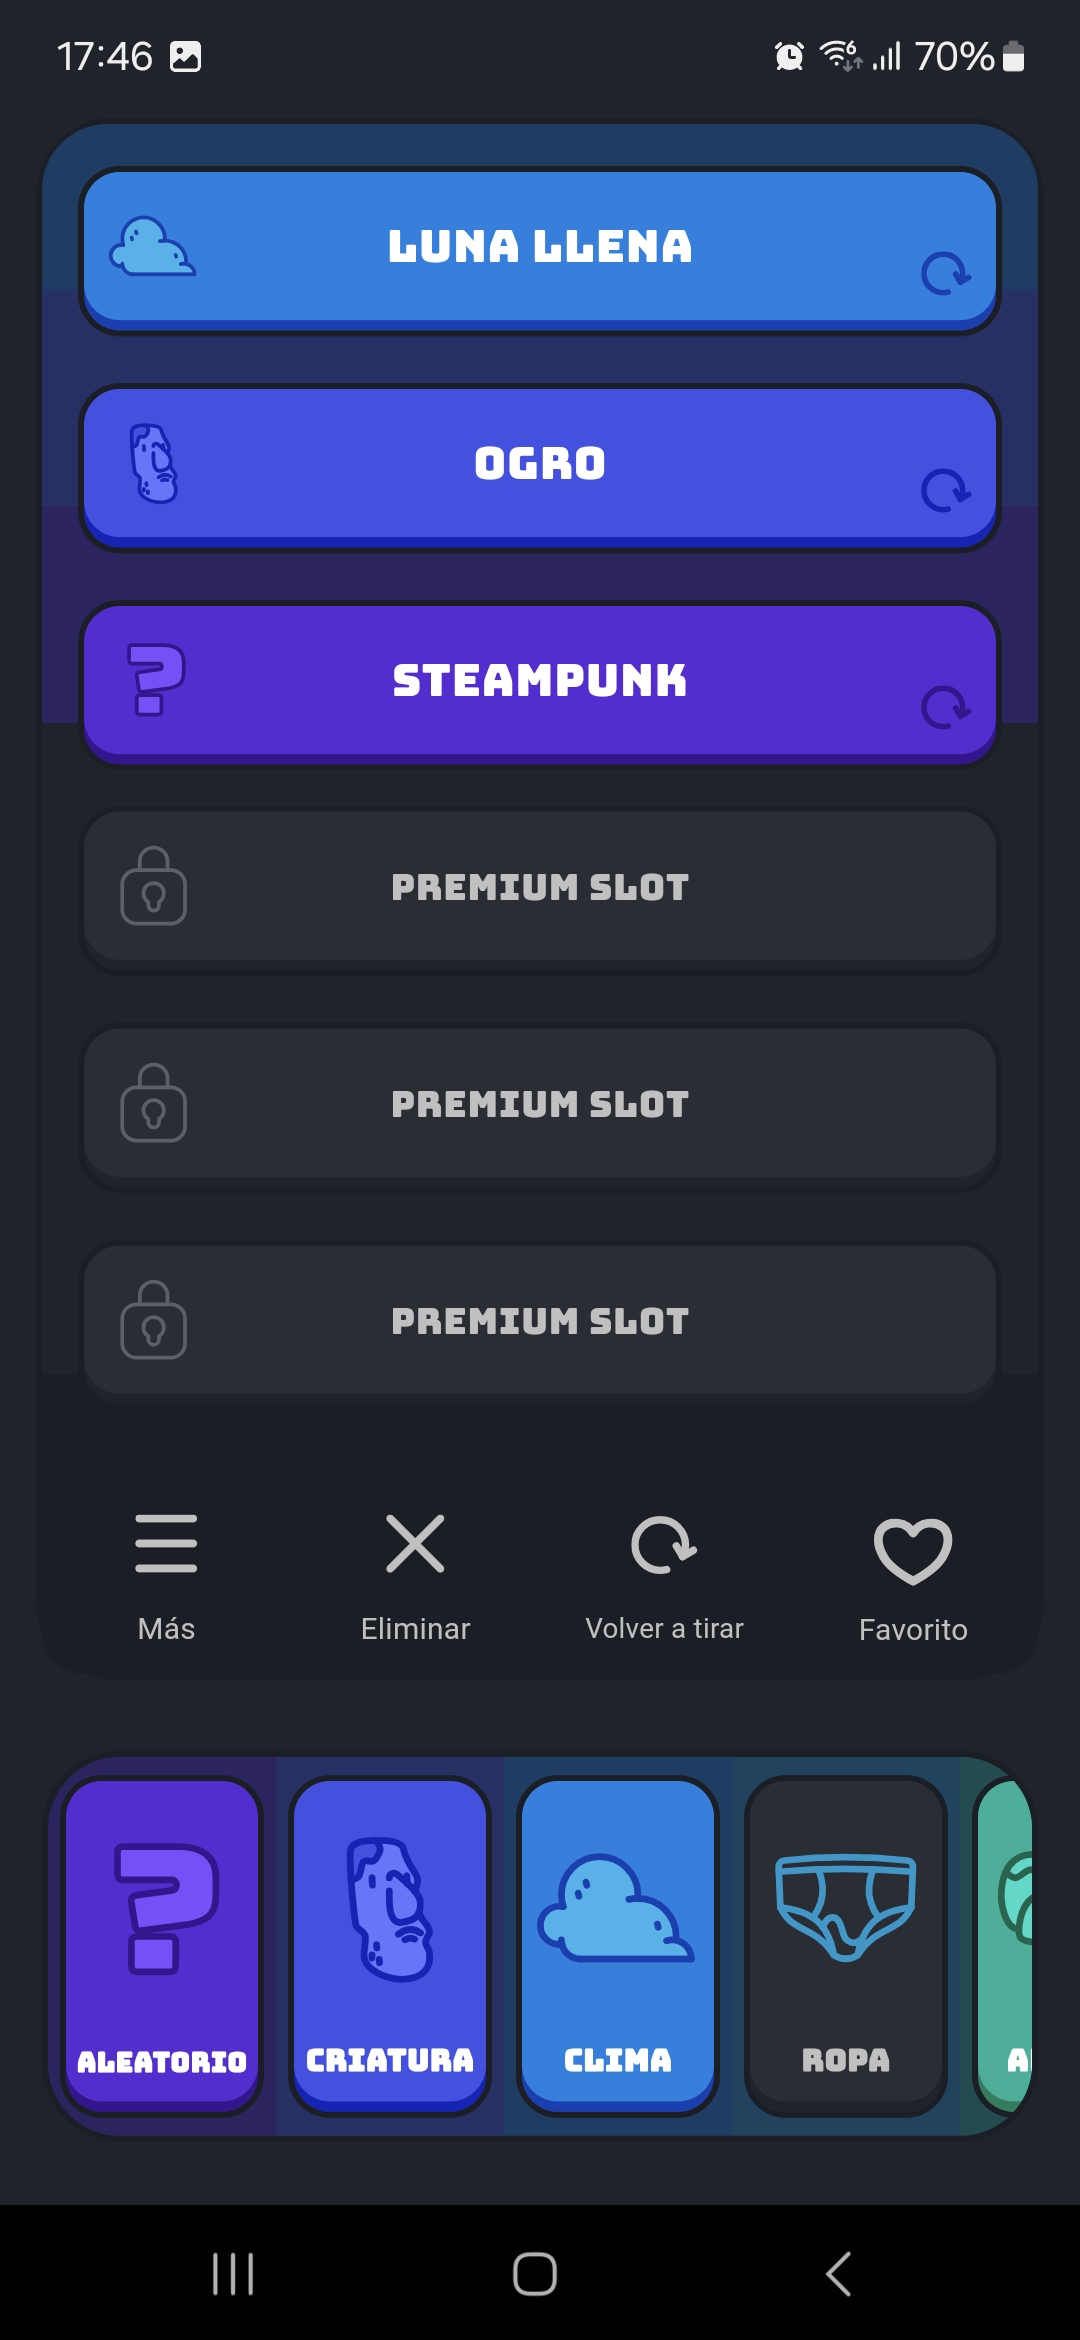 17:46
6
70%
LUNA LLENA
OGRO
STEAMPUNK
PREMIUM SLOT
PREMIUM SLOT
PREMIUM SLOT
Más
Eliminar
Volver a tirar
Favorito
ALEATORIO
CRIATURA
CLIMA
ROPA